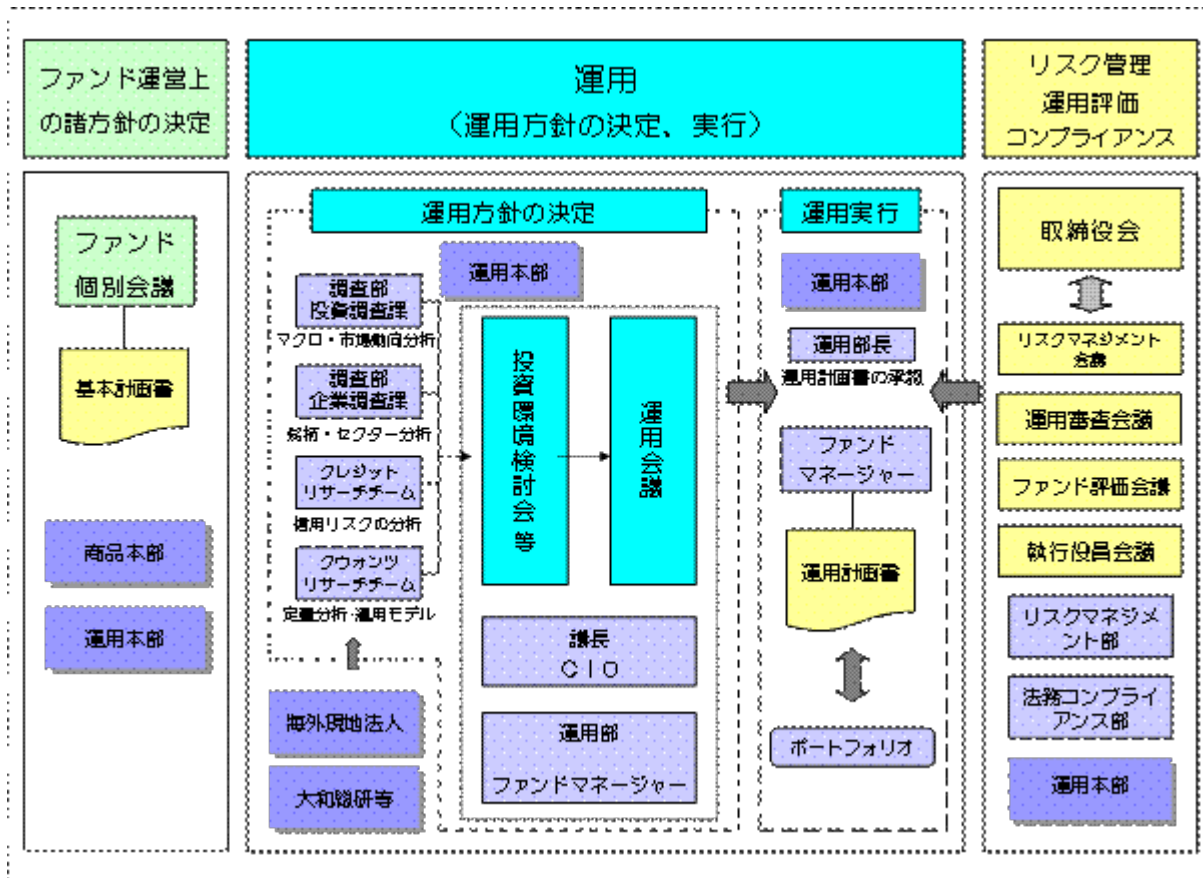 ファンド運営上
の諸方針の決定
運用
（運用方針の決定、実行）
リスク管理
運用評価
コンプライアンス
ファンド
個別会議
基本計画書
商品本部
運用本部
運用方針の決定
運用本部
調査部
投資調査課
マクロ・市場動向分析
調査部
企業調査課
銘柄・セクター分析
クレジット
リサーチチーム
信用リスクの分析
クウォンツ
リサーチチーム
定量分析・運用モデル
海外現地法人
大和総研等
投資環境検討会等
運用会議
議長
ＣＩＯ
運用部
ファンドマネージャー
運用実行
運用本部
運用部長
運用計画書の承認
ファンド
マネージャー
運用計画書
ポートフォリオ
取締役会
リスクマネジメント
会議
運用審査会議
ファンド評価会議
執行役員会議
リスクマネジメ
ント部
法務コンプライ
アンス部
運用本部